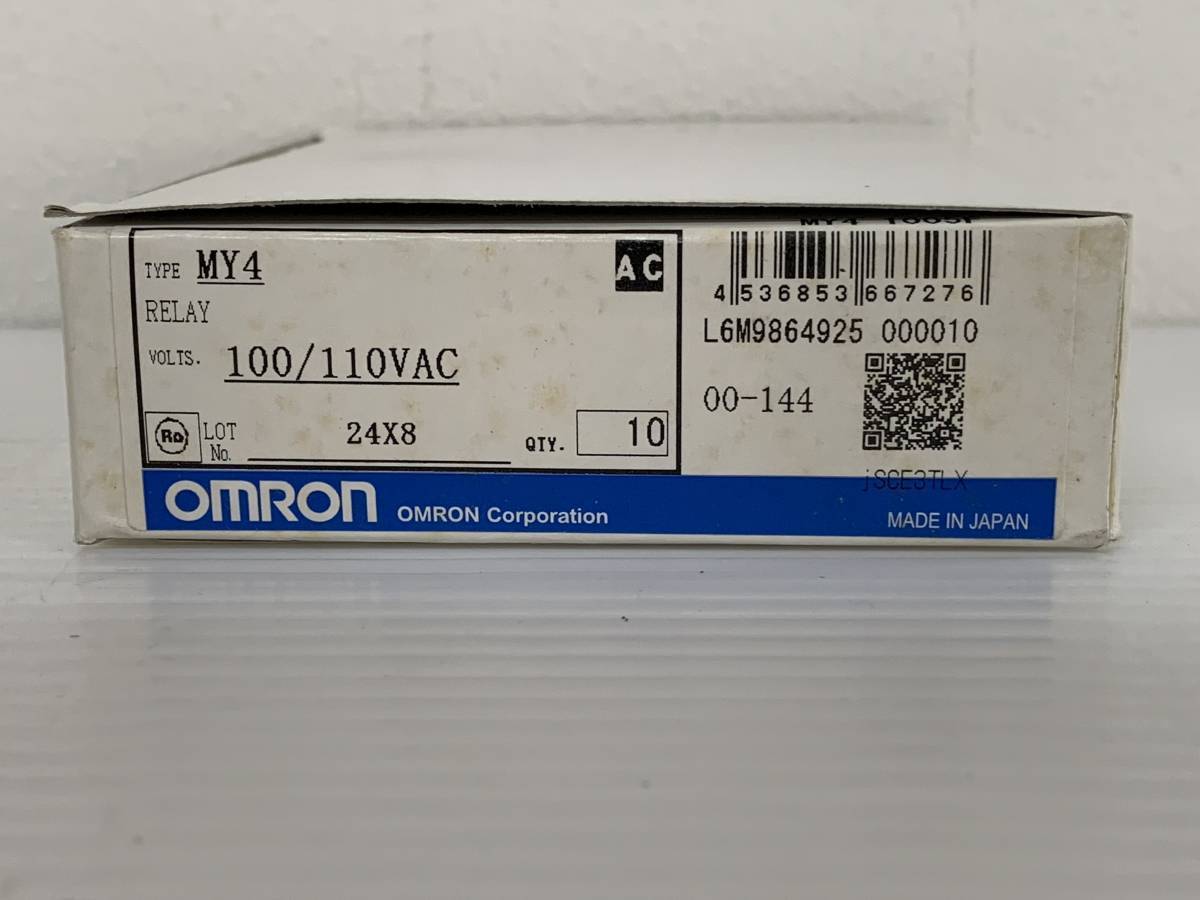 TYPE MY4
AC
RELAY
VOLTS. 100/110VAC
LOT No. 24X8
QTY. 10
4 536853 667276
L6M9864925 000010
00-144
jSCE3TLX
OMRON OMRON Corporation
MADE IN JAPAN